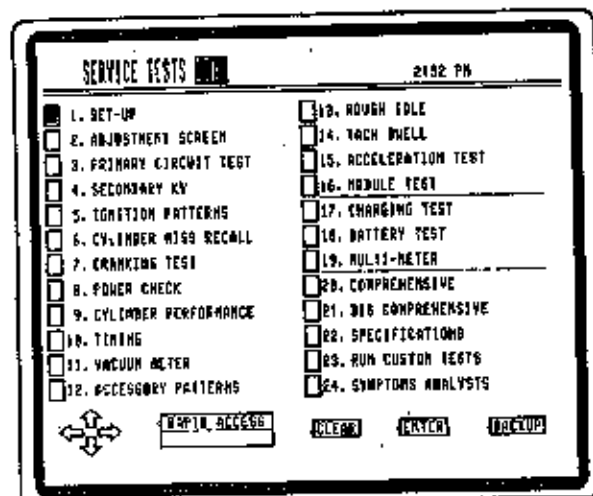 SERVICE TESTS
2:32 PM
1. SET-UP
2. ADJUSTMENT SCREEN
3. PRIMARY CIRCUIT TEST
4. SECONDARY KV
5. IGNITION PATTERNS
6. CYLINDER MISS RECALL
7. CRANKING TEST
8. POWER CHECK
9. CYLINDER PERFORMANCE
10. TIMING
11. VACUUM METER
12. ACCESSORY PATTERNS
13. ROUGH IDLE
14. TACH DWELL
15. ACCELERATION TEST
16. MODULE TEST
17. CHARGING TEST
18. BATTERY TEST
19. MULTI-METER
20. COMPREHENSIVE
21. DIS COMPREHENSIVE
22. SPECIFICATIONS
23. RUN CUSTOM TESTS
24. SYMPTOMS ANALYSIS
RAPID ACCESS
CLEAR
ENTER
BACKUP